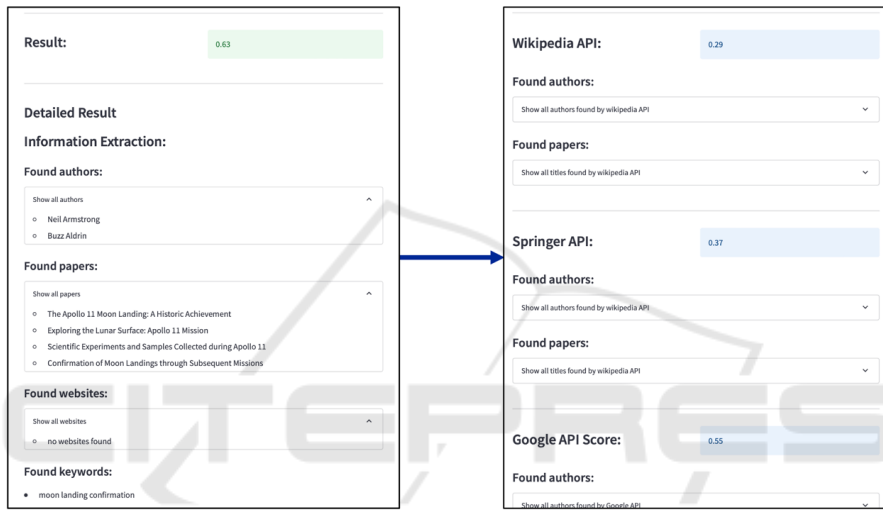 Result:
0.63
Detailed Result
Information Extraction:
Found authors:
Show all authors
Neil Armstrong
Buzz Aldrin
Found papers:
Show all papers
The Apollo 11 Moon Landing: A Historic Achievement
Exploring the Lunar Surface: Apollo 11 Mission
Scientific Experiments and Samples Collected during Apollo 11
Confirmation of Moon Landings through Subsequent Missions
Found websites:
Show all websites
no websites found
Found keywords:
moon landing confirmation
Wikipedia API:
0.29
Found authors:
Show all authors found by wikipedia API
Found papers:
Show all titles found by wikipedia API
Springer API:
0.37
Found authors:
Show all authors found by wikipedia API
Found papers:
Show all titles found by wikipedia API
Google API Score:
0.55
Found authors:
Show all authors found by Google API